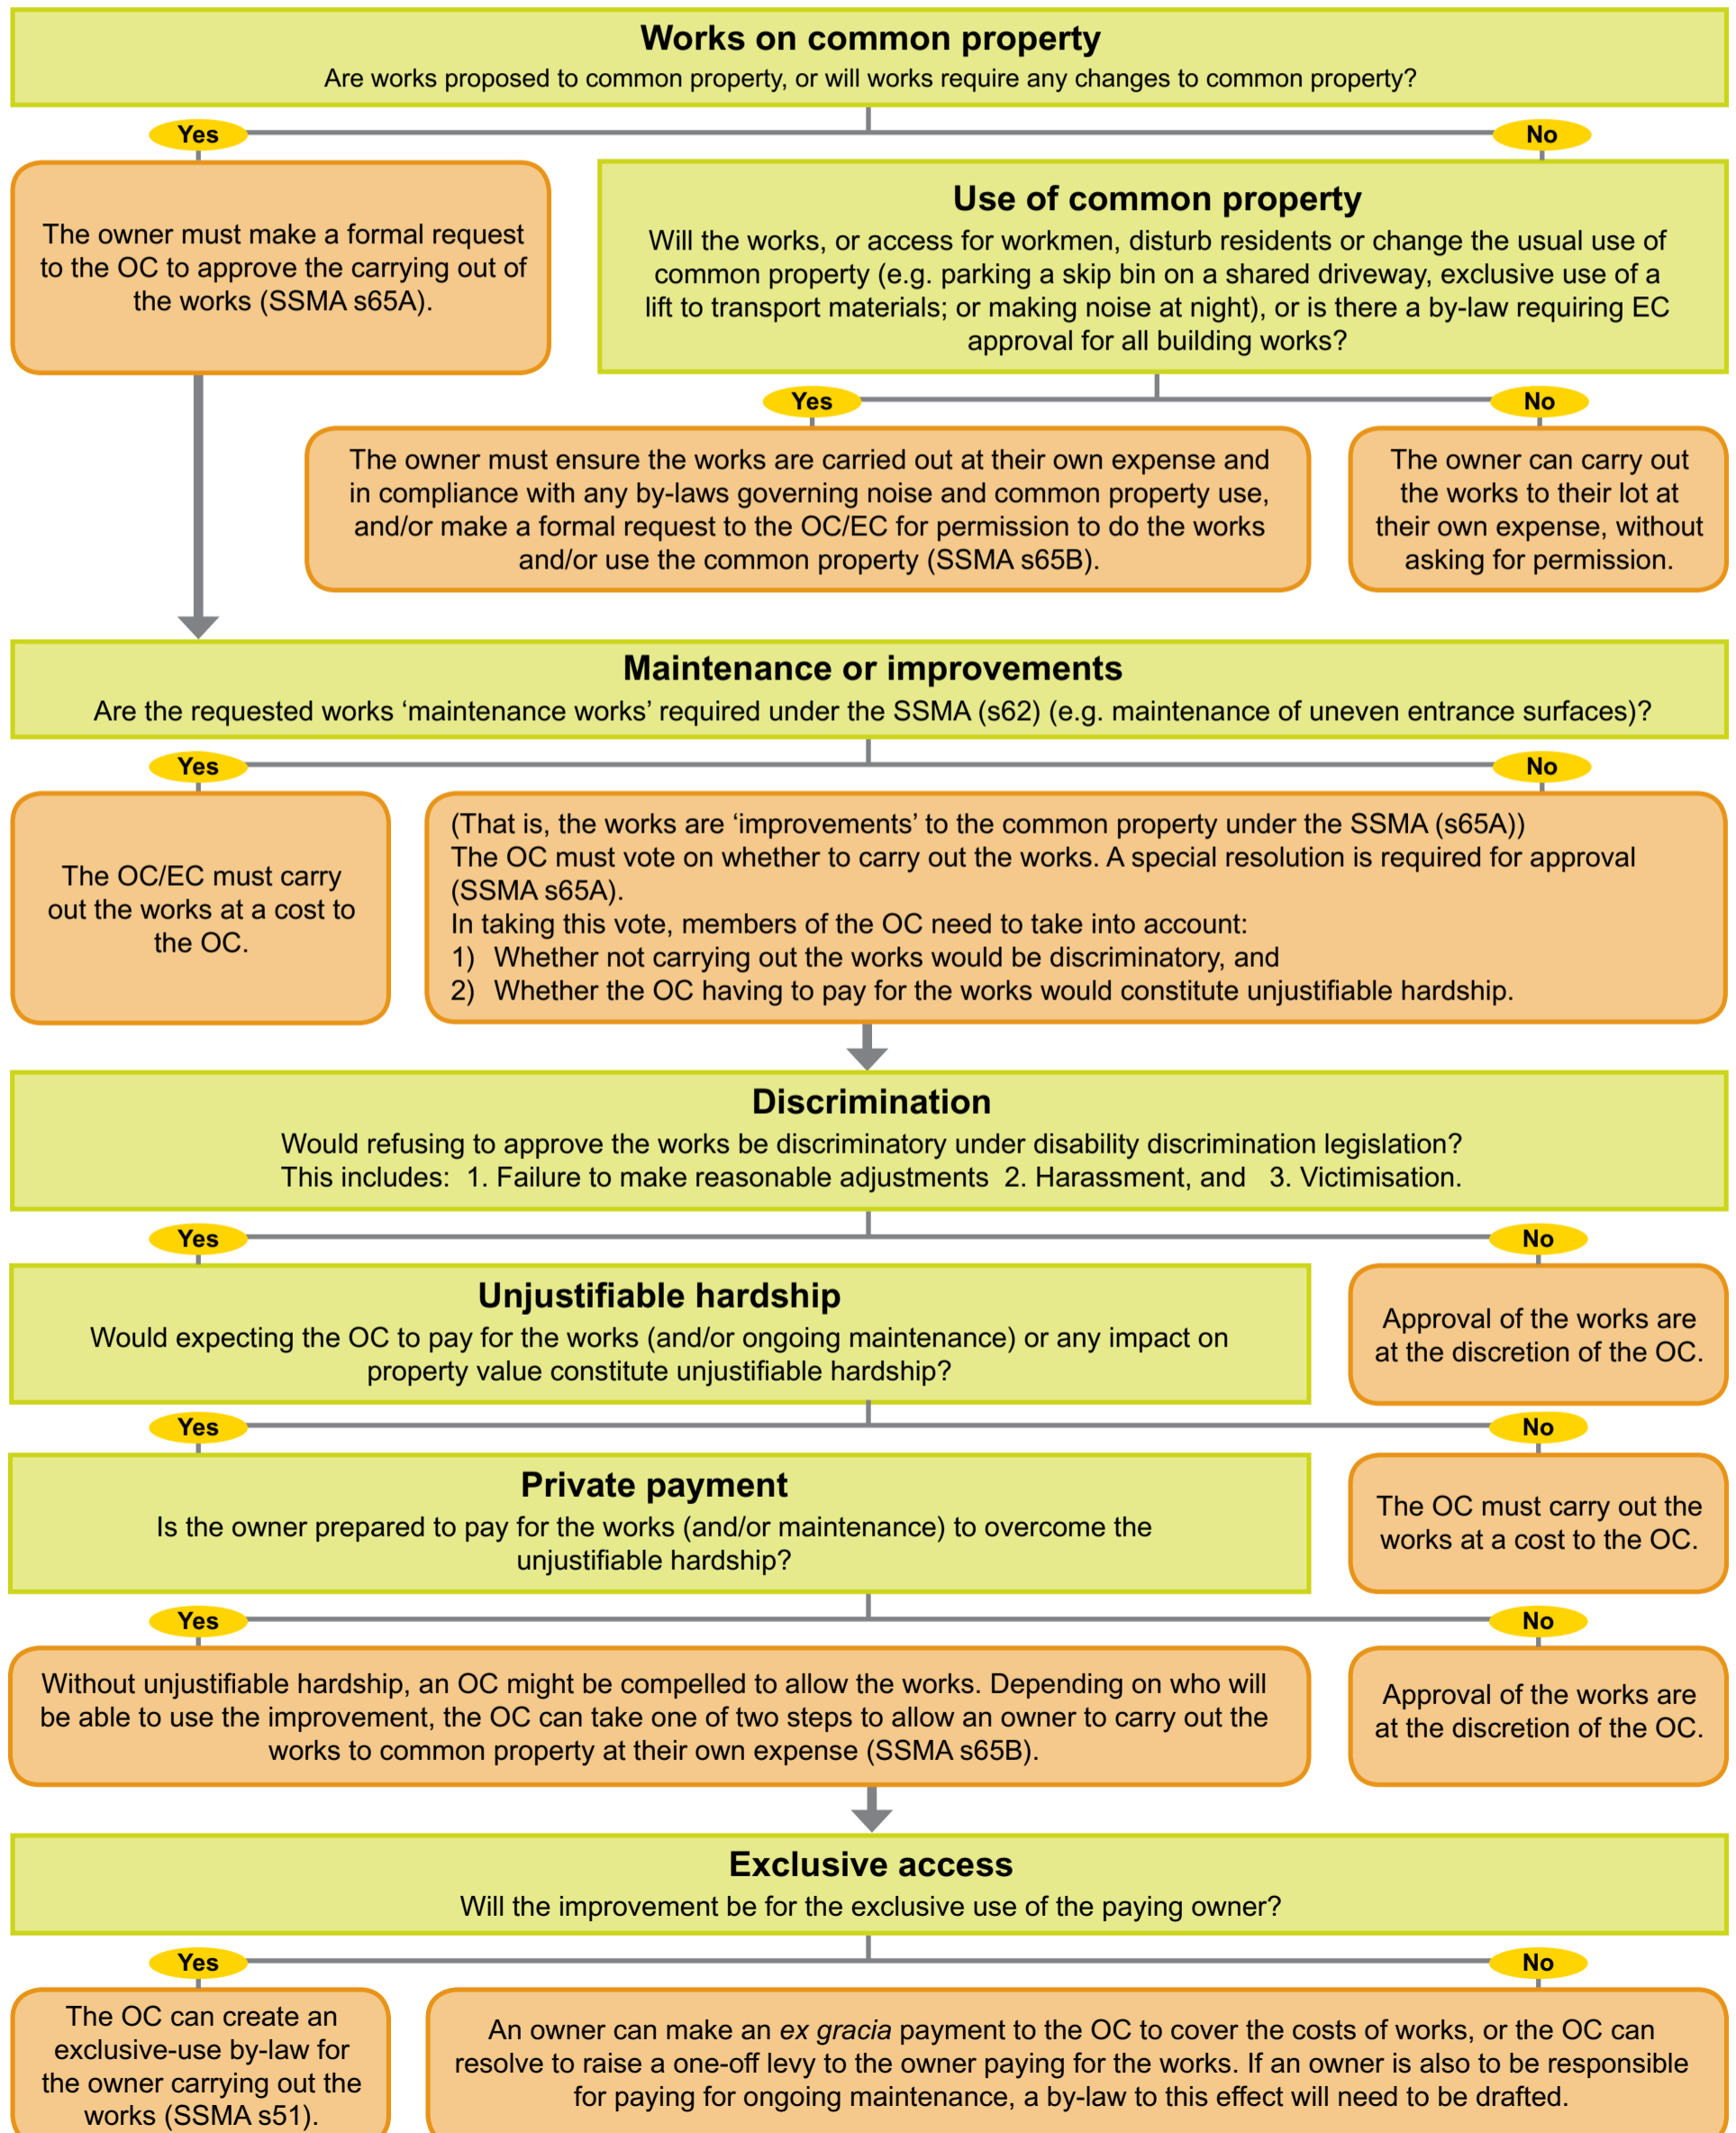 Works on common property
Are works proposed to common property, or will works require any changes to common property?
Yes
No
The owner must make a formal request
to the OC to approve the carrying out of
the works (SSMA s65A).
Use of common property
Will the works, or access for workmen, disturb residents or change the usual use of
common property (e.g. parking a skip bin on a shared driveway, exclusive use of a
lift to transport materials; or making noise at night), or is there a by-law requiring EC
approval for all building works?
Yes
No
The owner must ensure the works are carried out at their own expense and
in compliance with any by-laws governing noise and common property use,
and/or make a formal request to the OC/EC for permission to do the works
and/or use the common property (SSMA s65B).
The owner can carry out
the works to their lot at
their own expense, without
asking for permission.
Maintenance or improvements
Are the requested works ‘maintenance works’ required under the SSMA (s62) (e.g. maintenance of uneven entrance surfaces)?
Yes
No
The OC/EC must carry
out the works at a cost to
the OC.
(That is, the works are ‘improvements’ to the common property under the SSMA (s65A))
The OC must vote on whether to carry out the works. A special resolution is required for approval
(SSMA s65A).
In taking this vote, members of the OC need to take into account:
1) Whether not carrying out the works would be discriminatory, and
2) Whether the OC having to pay for the works would constitute unjustifiable hardship.
Discrimination
Would refusing to approve the works be discriminatory under disability discrimination legislation?
This includes: 1. Failure to make reasonable adjustments 2. Harassment, and 3. Victimisation.
Yes
No
Unjustifiable hardship
Would expecting the OC to pay for the works (and/or ongoing maintenance) or any impact on
property value constitute unjustifiable hardship?
Approval of the works are
at the discretion of the OC.
Yes
No
Private payment
Is the owner prepared to pay for the works (and/or maintenance) to overcome the
unjustifiable hardship?
The OC must carry out the
works at a cost to the OC.
Yes
No
Without unjustifiable hardship, an OC might be compelled to allow the works. Depending on who will
be able to use the improvement, the OC can take one of two steps to allow an owner to carry out the
works to common property at their own expense (SSMA s65B).
Approval of the works are
at the discretion of the OC.
Exclusive access
Will the improvement be for the exclusive use of the paying owner?
Yes
No
The OC can create an
exclusive-use by-law for
the owner carrying out the
works (SSMA s51).
An owner can make an ex gracia payment to the OC to cover the costs of works, or the OC can
resolve to raise a one-off levy to the owner paying for the works. If an owner is also to be responsible
for paying for ongoing maintenance, a by-law to this effect will need to be drafted.